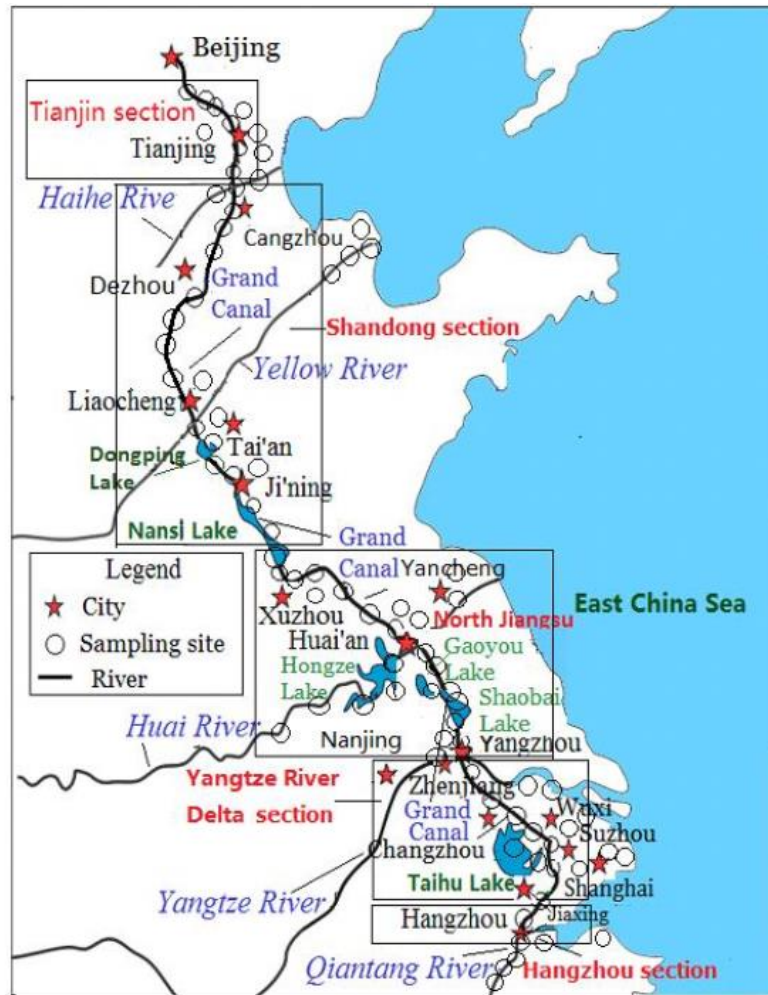 Beijing
Tianjin section
Tianjing
Haihe Rive
Cangzhou
Dezhou
Grand
Canal
Shandong section
Yellow River
Liaocheng
Tai'an
Dongping
Lake
Ji'ning
Nansi Lake
Grand
Canal
Legend
City
Sampling site
River
Yancheng
Xuzhou
North Jiangsu
East China Sea
Huai'an
Hongze
Lake
Gaoyou
Lake
Shaobai
Lake
Huai River
Nanjing
Yangzhou
Yangtze River
Delta section
Zhenjiang
Grand
Canal
Wuxi
Suzhou
Changzhou
Taihu Lake
Shanghai
Yangtze River
Hangzhou
Jiaxing
Qiantang River
Hangzhou section